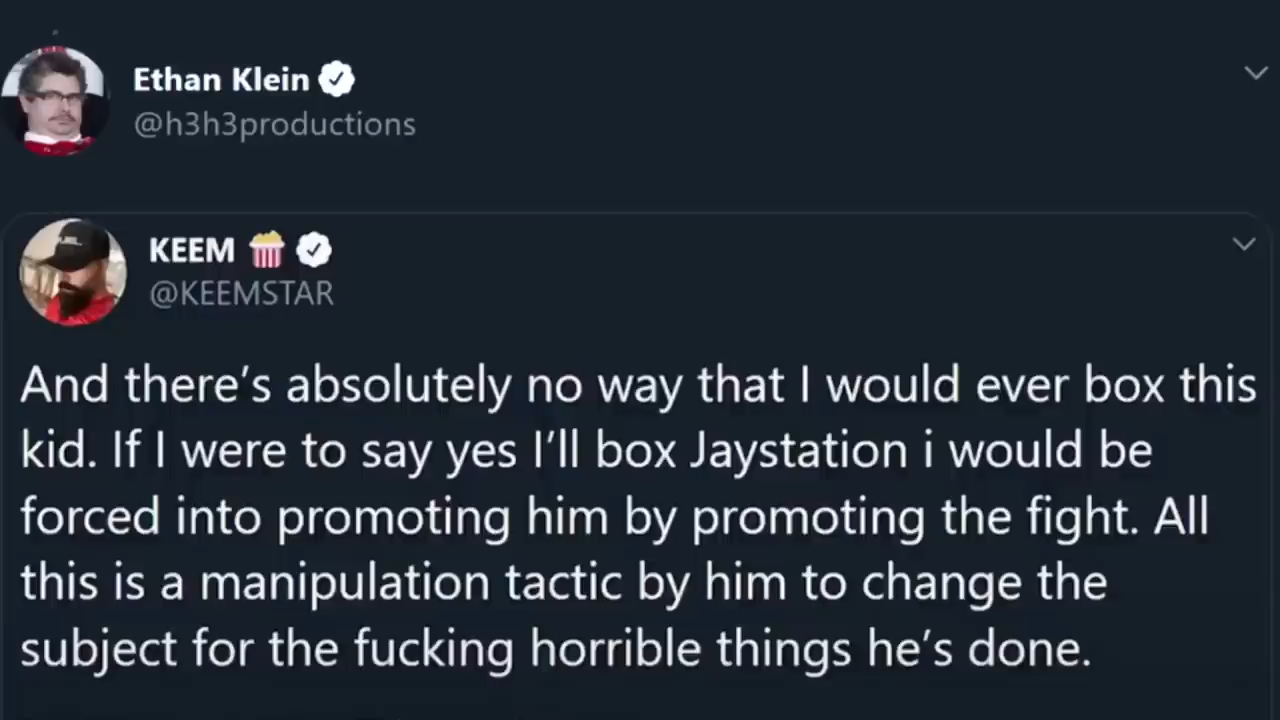 Ethan Klein
@h3h3productions
KEEM
@KEEMSTAR
And there's absolutely no way that I would ever box this
kid. If I were to say yes I'll box Jaystation i would be
forced into promoting him by promoting the fight. All
this is a manipulation tactic by him to change the
subject for the fucking horrible things he's done.